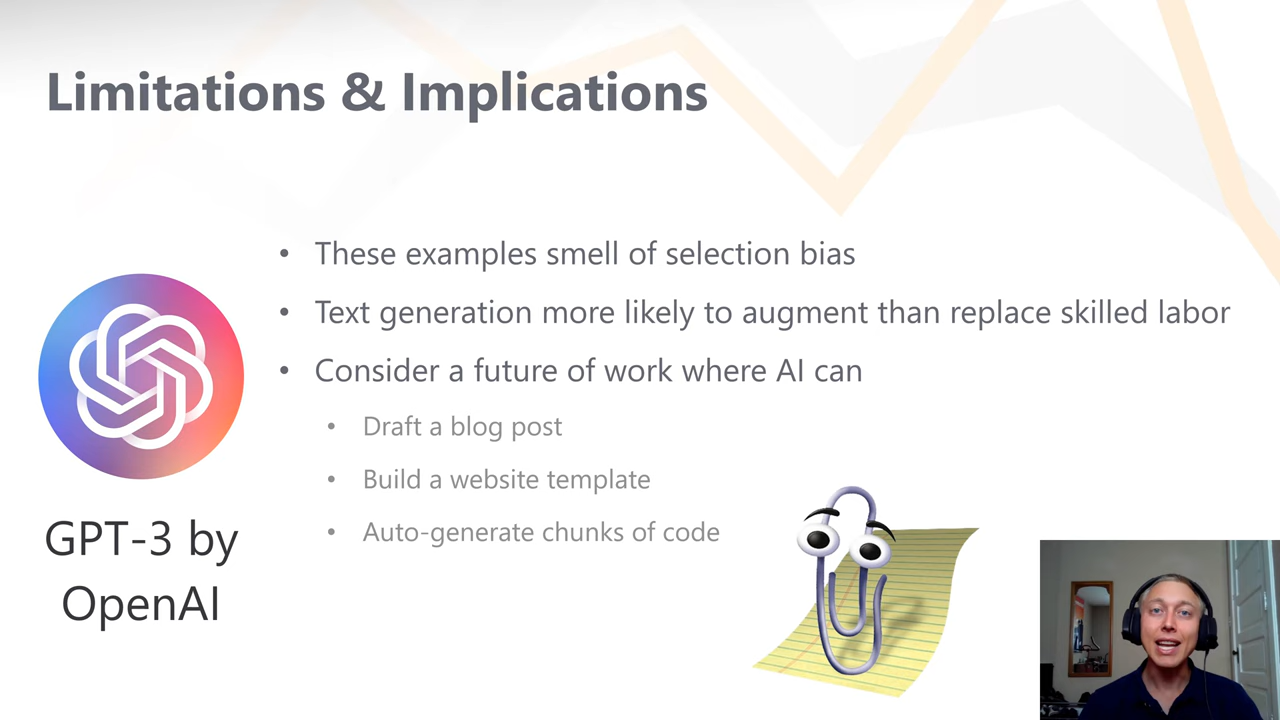 Limitations & Implications
• These examples smell of selection bias
• Text generation more likely to augment than replace skilled labor
• Consider a future of work where AI can
• Draft a blog post
• Build a website template
• Auto-generate chunks of code
GPT-3 by
OpenAI